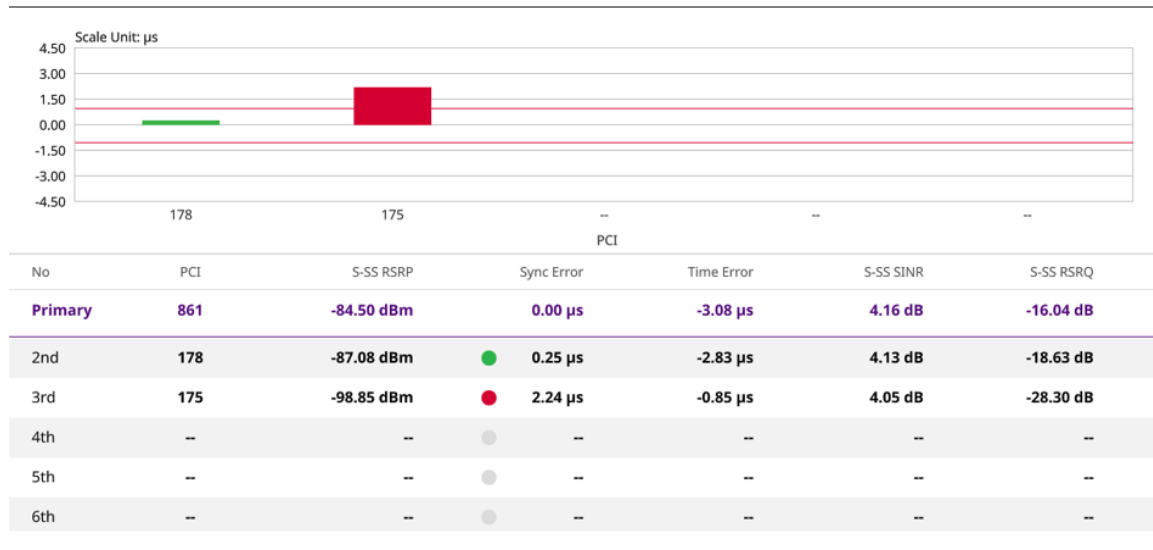 Scale Unit: µs
4.50
3.00
1.50
0.00
-1.50
-3.00
-4.50
178 175 -- -- --
PCI
No PCI S-SS RSRP Sync Error Time Error S-SS SINR S-SS RSRQ
Primary 861 -84.50 dBm 0.00 µs -3.08 µs 4.16 dB -16.04 dB
2nd 178 -87.08 dBm 0.25 µs -2.83 µs 4.13 dB -18.63 dB
3rd 175 -98.85 dBm 2.24 µs -0.85 µs 4.05 dB -28.30 dB
4th -- -- -- -- -- --
5th -- -- -- -- -- --
6th -- -- -- -- -- --